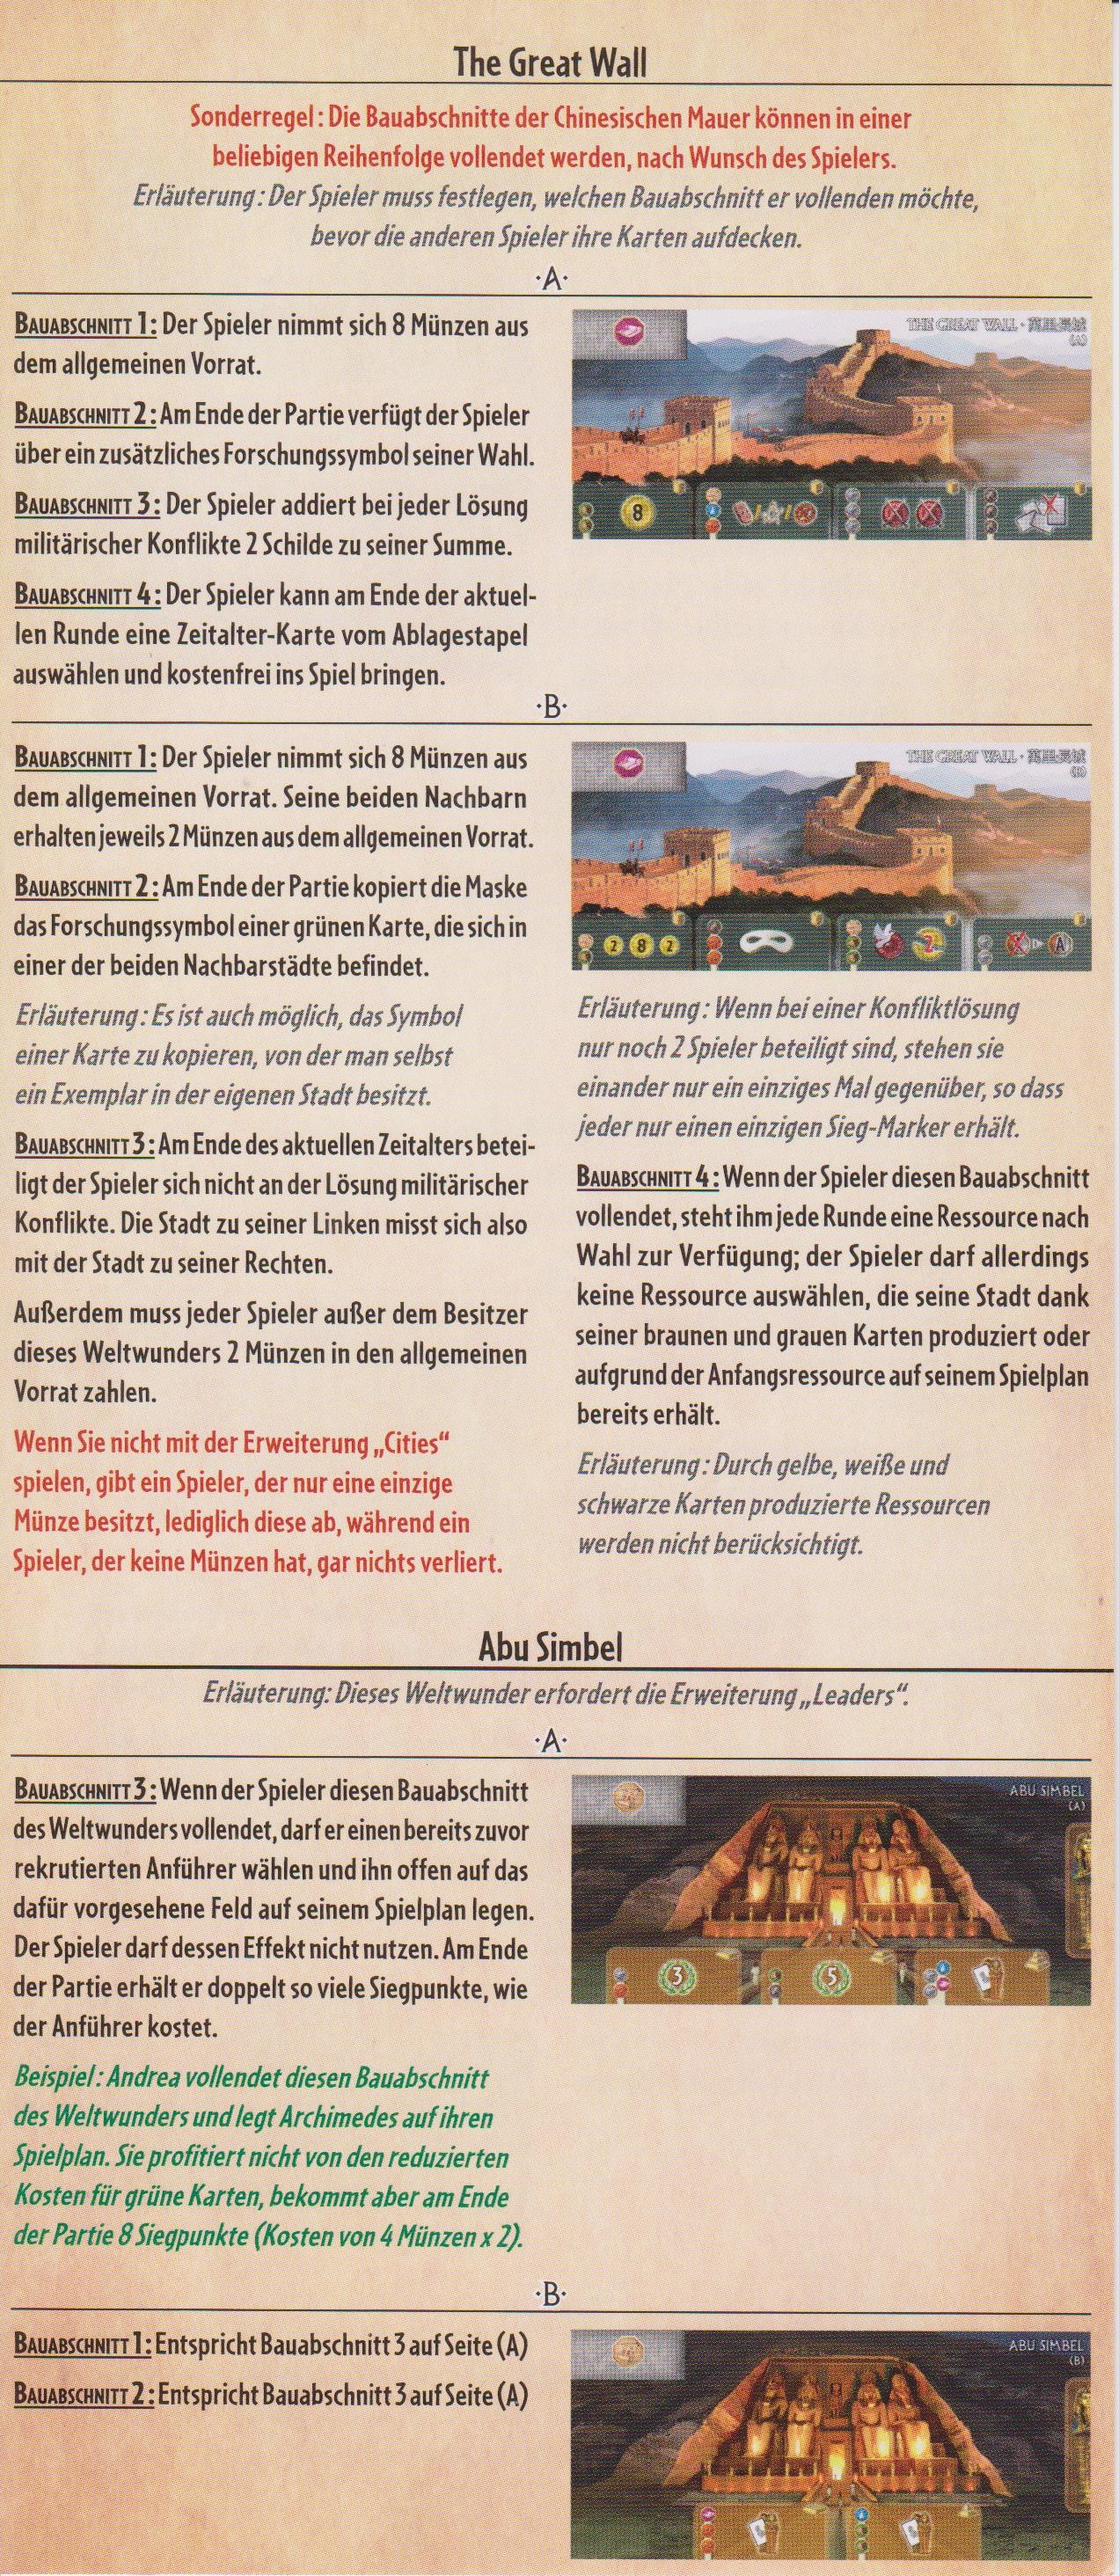 The Great Wall
Sonderregel: Die Bauabschnitte der Chinesischen Mauer können in einer
beliebigen Reihenfolge vollendet werden, nach Wunsch des Spielers.
Erläuterung: Der Spieler muss festlegen, welchen Bauabschnitt er vollenden möchte,
bevor die anderen Spieler ihre Karten aufdecken.
·A·
BAUABSCHNITT 1: Der Spieler nimmt sich 8 Münzen aus
dem allgemeinen Vorrat.
BAUABSCHNITT 2: Am Ende der Partie verfügt der Spieler
über ein zusätzliches Forschungssymbol seiner Wahl.
BAUABSCHNITT 3: Der Spieler addiert bei jeder Lösung
militärischer Konflikte 2 Schilde zu seiner Summe.
BAUABSCHNITT 4: Der Spieler kann am Ende der aktuel-
len Runde eine Zeitalter-Karte vom Ablagestapel
auswählen und kostenfrei ins Spiel bringen.
THE GREAT WALL · 萬里長城
(A)
8
·B·
BAUABSCHNITT 1: Der Spieler nimmt sich 8 Münzen aus
dem allgemeinen Vorrat. Seine beiden Nachbarn
erhalten jeweils 2 Münzen aus dem allgemeinen Vorrat.
BAUABSCHNITT 2: Am Ende der Partie kopiert die Maske
das Forschungssymbol einer grünen Karte, die sich in
einer der beiden Nachbarstädte befindet.
Erläuterung: Es ist auch möglich, das Symbol
einer Karte zu kopieren, von der man selbst
ein Exemplar in der eigenen Stadt besitzt.
BAUABSCHNITT 3: Am Ende des aktuellen Zeitalters betei-
ligt der Spieler sich nicht an der Lösung militärischer
Konflikte. Die Stadt zu seiner Linken misst sich also
mit der Stadt zu seiner Rechten.
Außerdem muss jeder Spieler außer dem Besitzer
dieses Weltwunders 2 Münzen in den allgemeinen
Vorrat zahlen.
Wenn Sie nicht mit der Erweiterung „Cities“
spielen, gibt ein Spieler, der nur eine einzige
Münze besitzt, lediglich diese ab, während ein
Spieler, der keine Münzen hat, gar nichts verliert.
THE GREAT WALL · 萬里長城
(B)
2 8 2
2
A
Erläuterung: Wenn bei einer Konfliktlösung
nur noch 2 Spieler beteiligt sind, stehen sie
einander nur ein einziges Mal gegenüber, so dass
jeder nur einen einzigen Sieg-Marker erhält.
BAUABSCHNITT 4: Wenn der Spieler diesen Bauabschnitt
vollendet, steht ihm jede Runde eine Ressource nach
Wahl zur Verfügung; der Spieler darf allerdings
keine Ressource auswählen, die seine Stadt dank
seiner braunen und grauen Karten produziert oder
aufgrund der Anfangsressource auf seinem Spielplan
bereits erhält.
Erläuterung: Durch gelbe, weiße und
schwarze Karten produzierte Ressourcen
werden nicht berücksichtigt.
Abu Simbel
Erläuterung: Dieses Weltwunder erfordert die Erweiterung „Leaders“.
·A·
BAUABSCHNITT 3: Wenn der Spieler diesen Bauabschnitt
des Weltwunders vollendet, darf er einen bereits zuvor
rekrutierten Anführer wählen und ihn offen auf das
dafür vorgesehene Feld auf seinem Spielplan legen.
Der Spieler darf dessen Effekt nicht nutzen. Am Ende
der Partie erhält er doppelt so viele Siegpunkte, wie
der Anführer kostet.
Beispiel: Andrea vollendet diesen Bauabschnitt
des Weltwunders und legt Archimedes auf ihren
Spielplan. Sie profitiert nicht von den reduzierten
Kosten für grüne Karten, bekommt aber am Ende
der Partie 8 Siegpunkte (Kosten von 4 Münzen x 2).
ABU SIMBEL
(A)
3
5
·B·
BAUABSCHNITT 1: Entspricht Bauabschnitt 3 auf Seite (A)
BAUABSCHNITT 2: Entspricht Bauabschnitt 3 auf Seite (A)
ABU SIMBEL
(B)